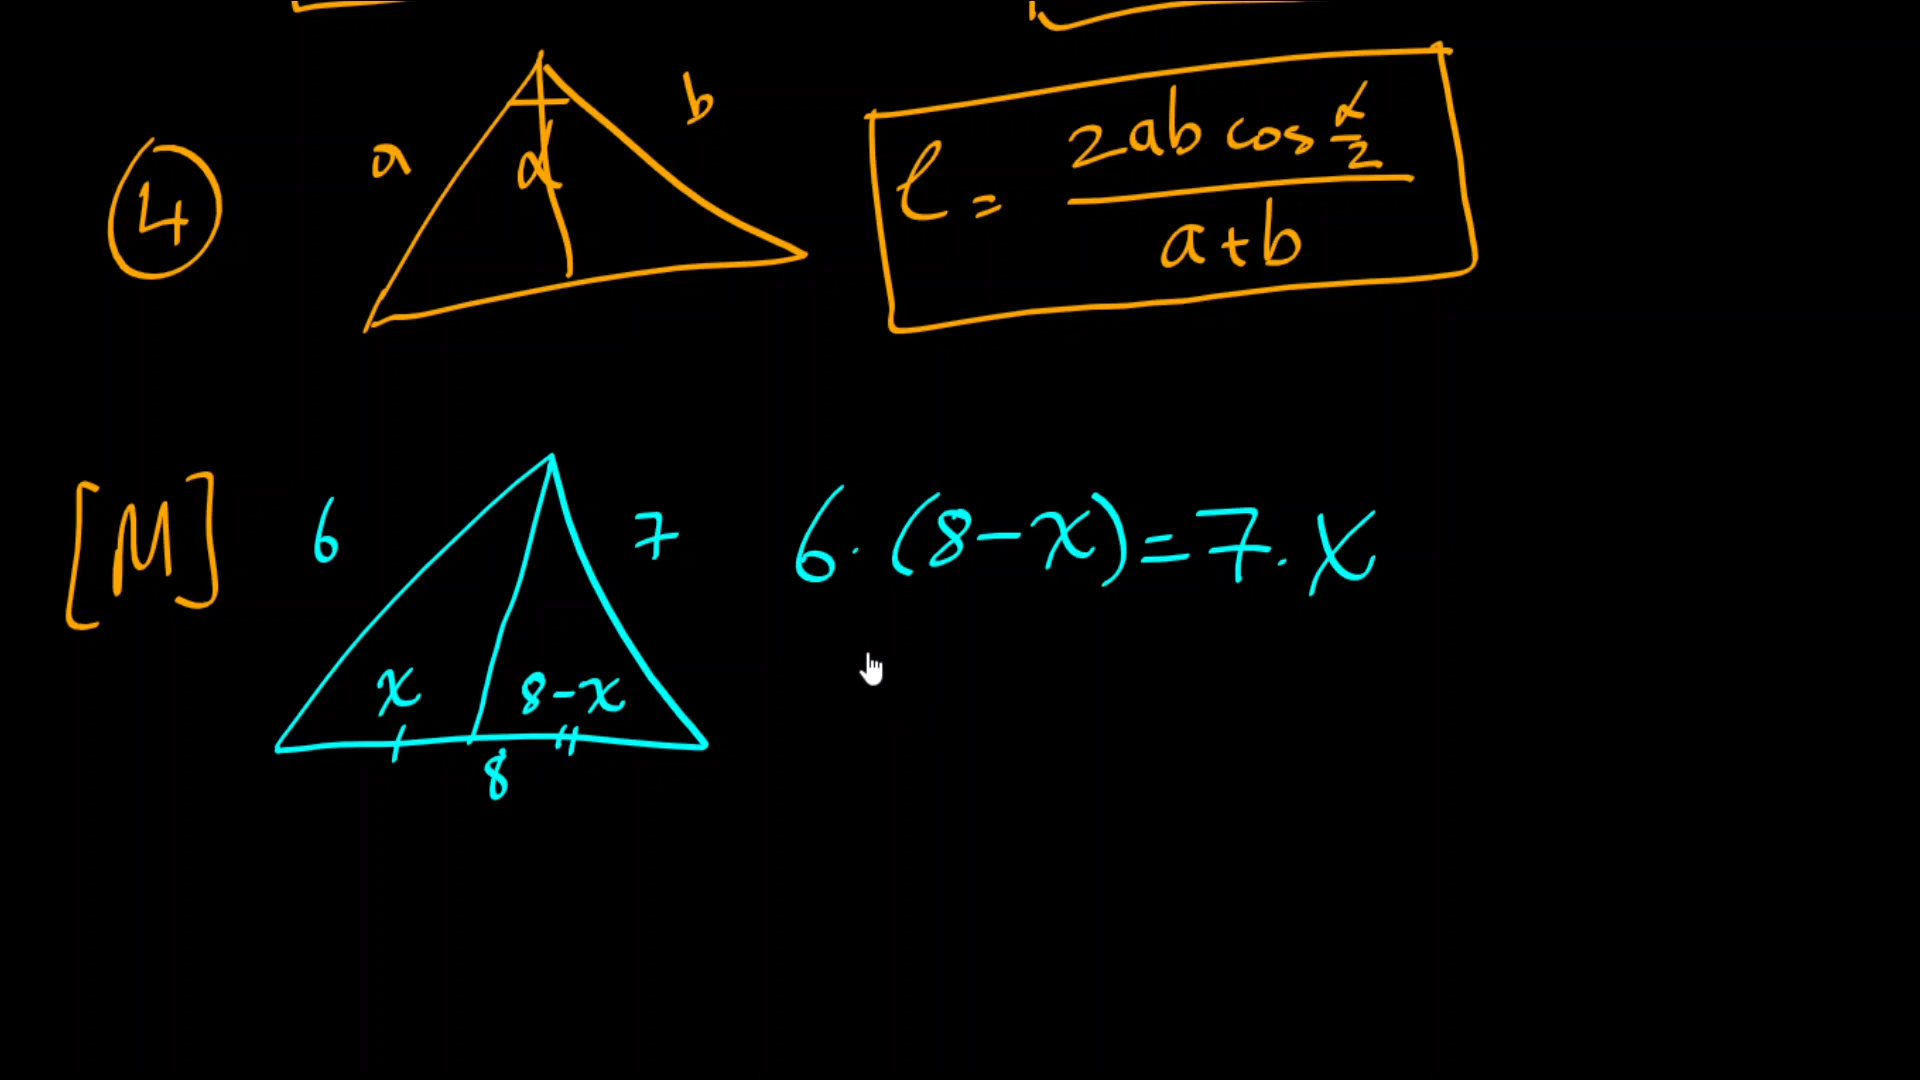 4
a
b
α
l = 2ab cos α/2 / a+b
[M]
6
7
6·(8-x)=7.x
x
8-x
8